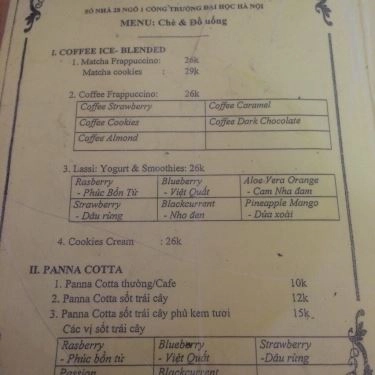 SỐ NHÀ 28 NGÕ 1 CỔNG TRƯỜNG ĐẠI HỌC HÀ NỘI
MENU: Chè & Đồ uống
I. COFFEE ICE- BLENDED
1. Matcha Frappuccino: 26k
Matcha cookies : 29k
2. Coffee Frappuccino: 26k
Coffee Strawberry Coffee Caramel
Coffee Cookies Coffee Dark Chocolate
Coffee Almond
3. Lassi: Yogurt & Smoothies: 26k
Rasberry Blueberry Aloe Vera Orange
- Phúc Bồn Tử - Việt Quất - Cam Nha đam
Strawberry Blackcurrent Pineapple Mango
- Dâu rừng - Nho đen - Dứa xoài
4. Cookies Cream : 26k
II. PANNA COTTA
1. Panna Cotta thường/Cafe 10k
2. Panna Cotta sốt trái cây 12k
3. Panna Cotta sốt trái cây phủ kem tươi 15k
Các vị sốt trái cây
Rasberry Blueberry Strawberry
- Phúc bồn tử - Việt Quất -Dâu rừng
Passion Blackcurrent